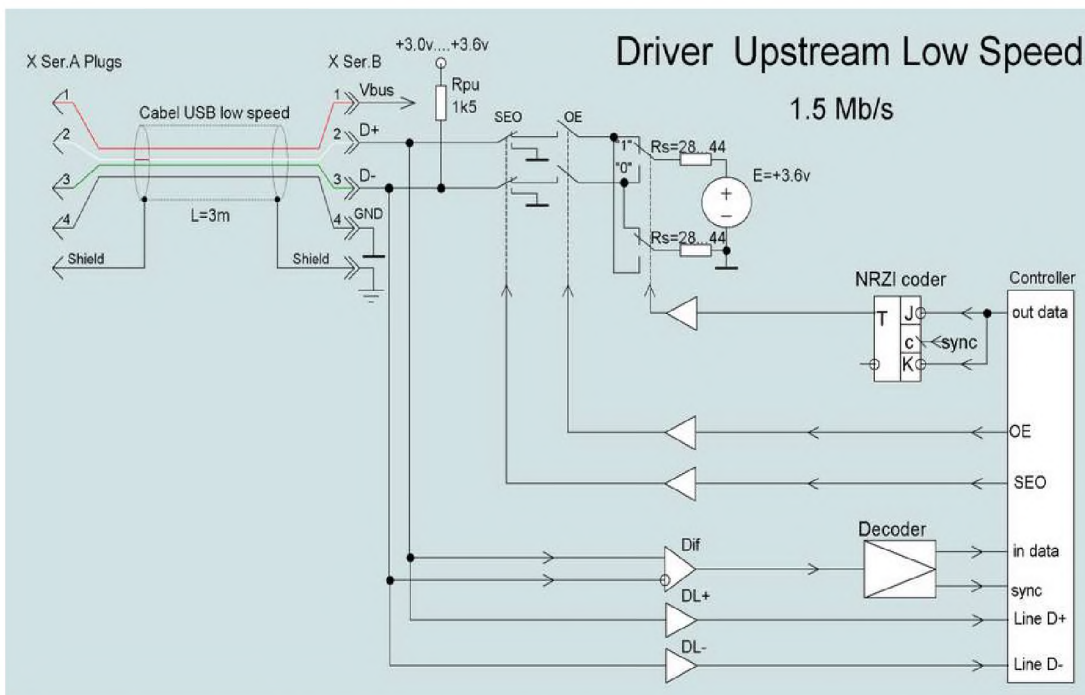 Driver Upstream Low Speed
1.5 Mb/s
X Ser.A Plugs
X Ser.B
+3.0v....+3.6v
Cabel USB low speed
L=3m
1
2
3
4
Shield
Shield
1
2
3
4
Vbus
D+
D-
GND
Rpu
1k5
SEO
OE
"1"
"0"
Rs=28...44
Rs=28...44
E=+3.6v
+
−
NRZI coder
T
J
c
K
sync
Controller
out data
OE
SEO
in data
sync
Line D+
Line D-
Decoder
Dif
DL+
DL-